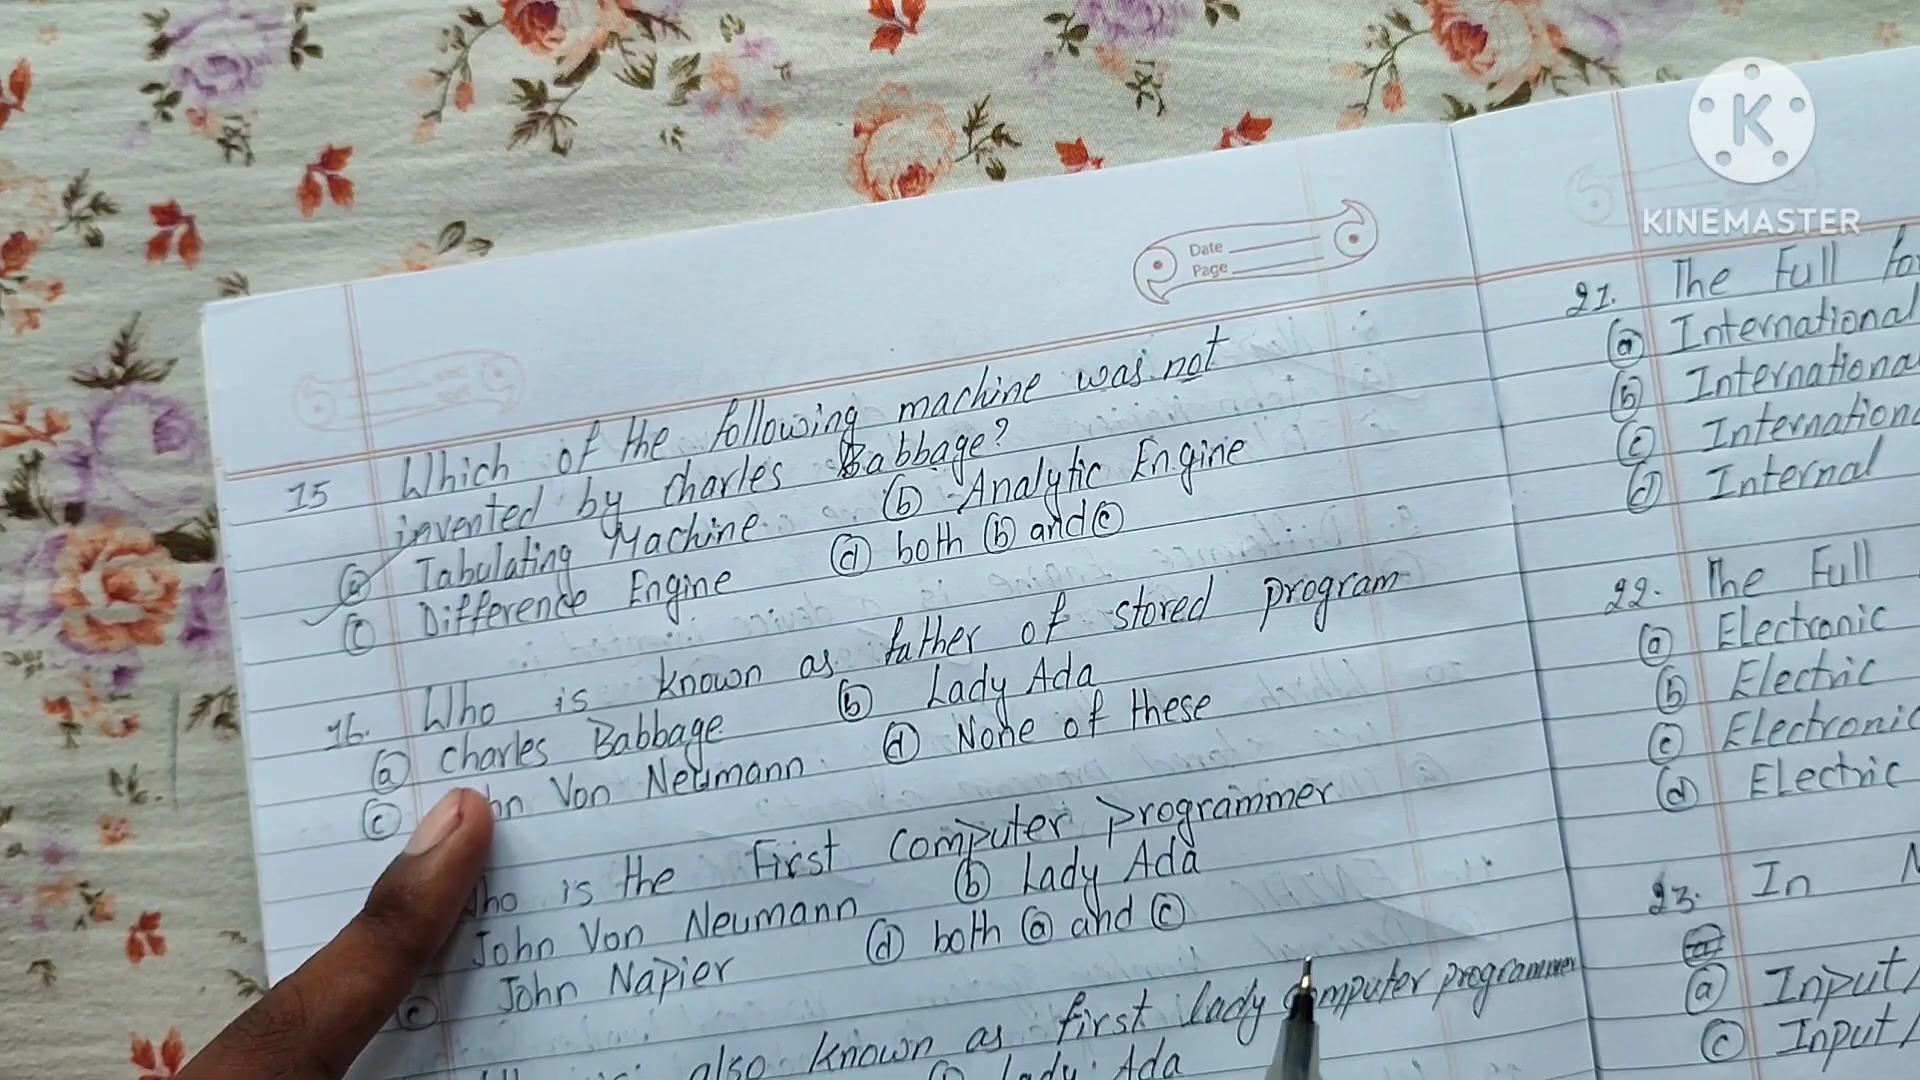 KINEMASTER
Date
Page
15 Which of the following machine was not
invented by Charles Babbage?
(a) Tabulating Machine (b) Analytic Engine
(c) Difference Engine (d) both (b) and (c)
16. Who is known as father of stored program
(a) Charles Babbage (b) Lady Ada
(c) Von Neumann (d) None of these
is the First Computer programmer
John Von Neumann (b) Lady Ada
(c) John Napier (d) both (a) and (c)
also known as first lady computer programmer
Lady Ada
21. The Full
(a) International
(b) International
(c) International
(d) Internal
22. The Full
(a) Electronic
(b) Electric
(c) Electronic
(d) Electric
23. In
(a) Input/
(c) Input/